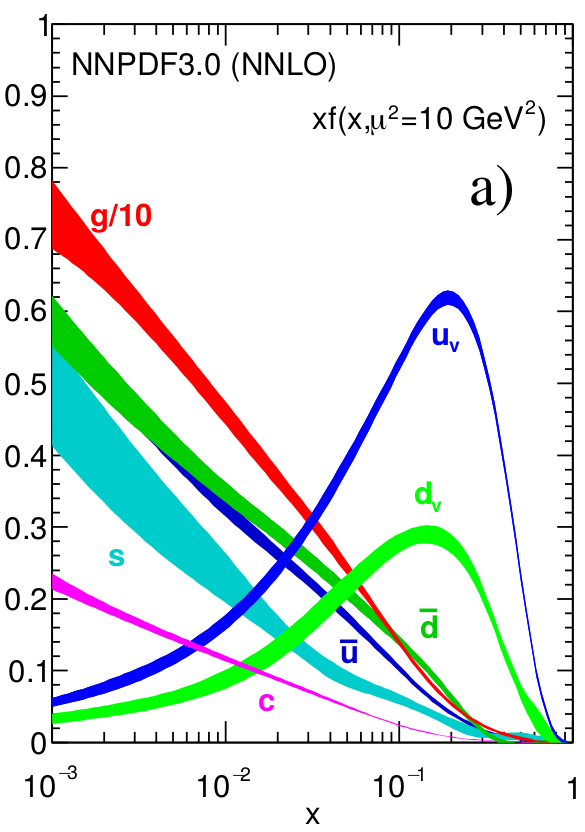 1
NNPDF3.0 (NNLO)
0.9
xf(x,μ²=10 GeV²)
0.8
a)
g/10
0.7
0.6
u_v
0.5
d_v
0.4
0.3
s
0.2
d̅
u̅
0.1
c
0
10⁻³ 10⁻² 10⁻¹ 1
x